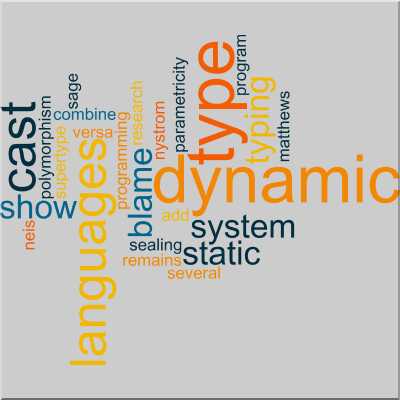 cast
polymorphism
sage
combine
versa
supertype
show
neis
languages
programming
research
blame
nystrom
parametricity
type
program
typing
matthews
dynamic
add
system
sealing
static
remains
several